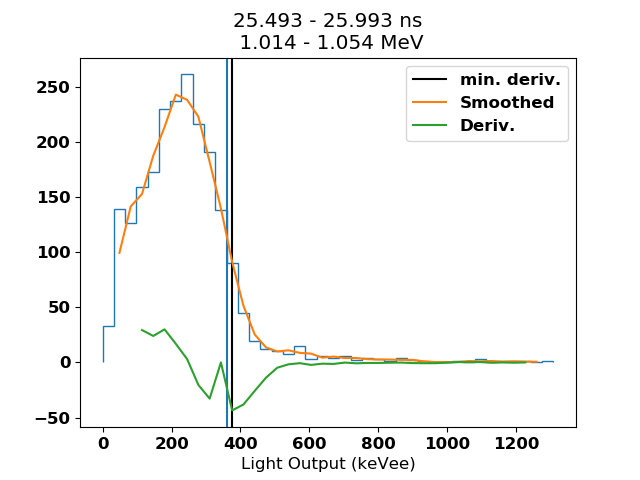 25.493 - 25.993 ns
1.014 - 1.054 MeV
min. deriv.
Smoothed
Deriv.
250
200
150
100
50
0
−50
0 200 400 600 800 1000 1200
Light Output (keVee)